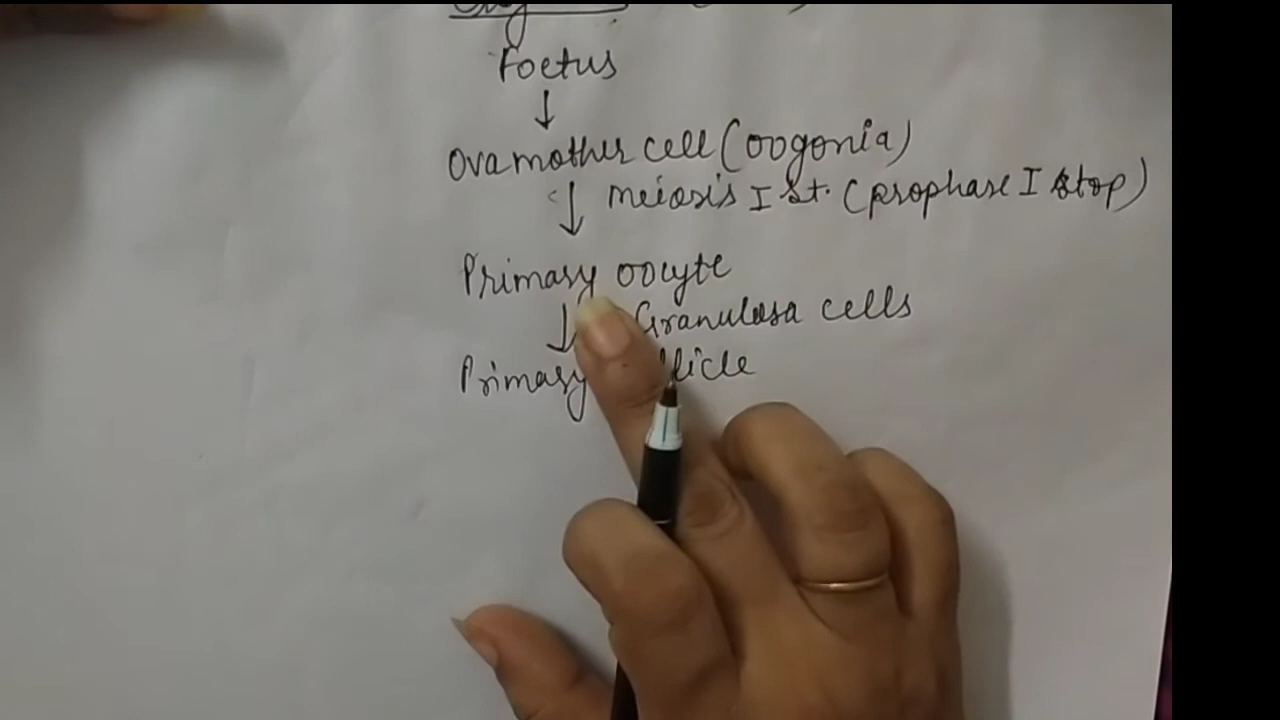 Foetus
↓
Ova mother cell (oogonia)
↓ meiosis I st. (prophase I stop)
Primary oocyte
↓ Granulosa cells
Primary